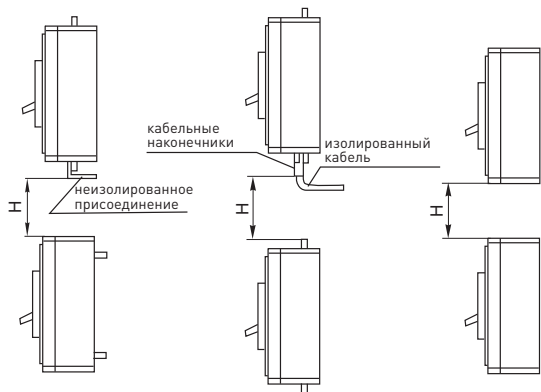 кабельные
наконечники
изолированный
кабель
неизолированное
присоединение
H
H
H